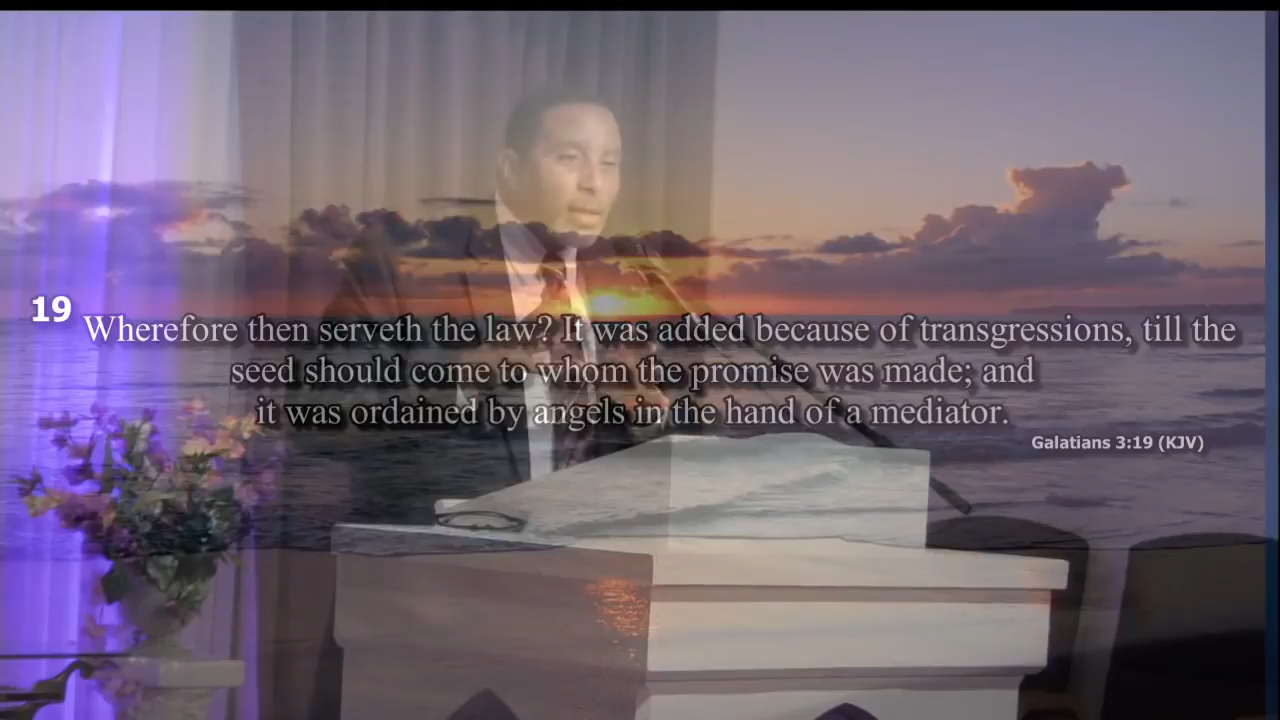 19 Wherefore then serveth the law? It was added because of transgressions, till the
seed should come to whom the promise was made; and
it was ordained by angels in the hand of a mediator.
Galatians 3:19 (KJV)